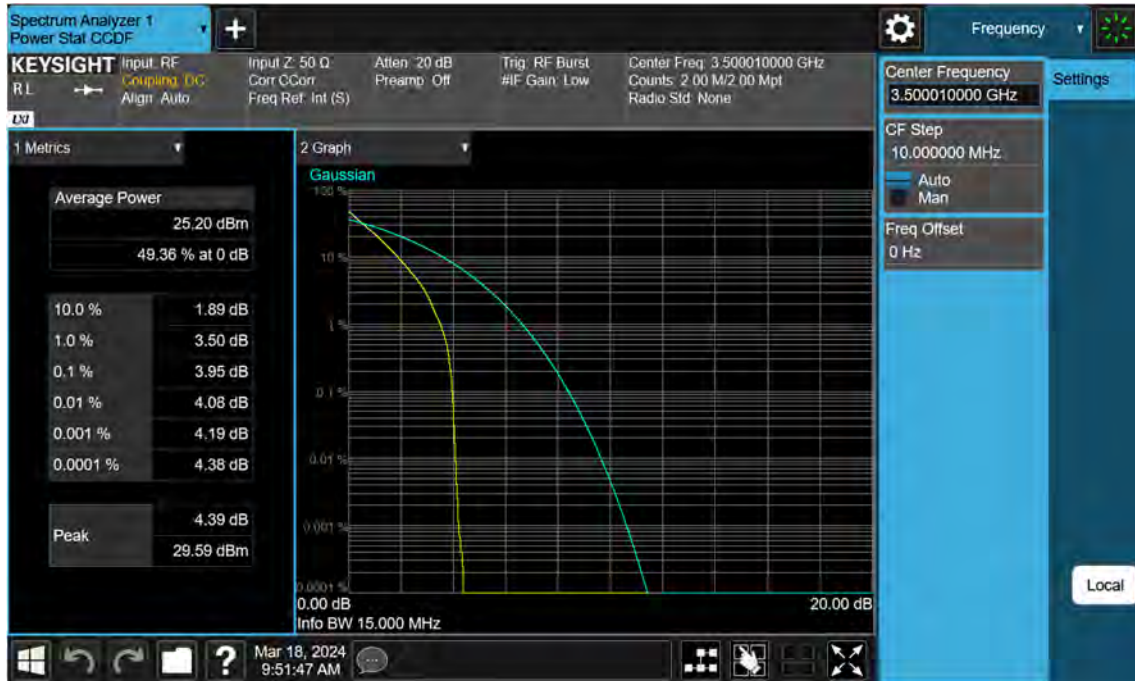 Spectrum Analyzer 1
Power Stat CCDF
+
Frequency
KEYSIGHT
RL
LXI
Input: RF
Coupling: DC
Align: Auto
Input Z: 50 Ω
Corr CCorr
Freq Ref: Int (S)
Atten: 20 dB
Preamp: Off
Trig: RF Burst
#IF Gain: Low
Center Freq: 3.500010000 GHz
Counts: 2.00 M/2.00 Mpt
Radio Std: None
Center Frequency
3.500010000 GHz
Settings
CF Step
10.000000 MHz
Auto
Man
Freq Offset
0 Hz
1 Metrics
Average Power
25.20 dBm
49.36 % at 0 dB
10.0 % 1.89 dB
1.0 % 3.50 dB
0.1 % 3.95 dB
0.01 % 4.08 dB
0.001 % 4.19 dB
0.0001 % 4.38 dB
Peak
4.39 dB
29.59 dBm
2 Graph
Gaussian
100 %
10 %
1 %
0.1 %
0.01 %
0.001 %
0.0001 %
0.00 dB 20.00 dB
Info BW 15.000 MHz
Local
?
Mar 18, 2024
9:51:47 AM